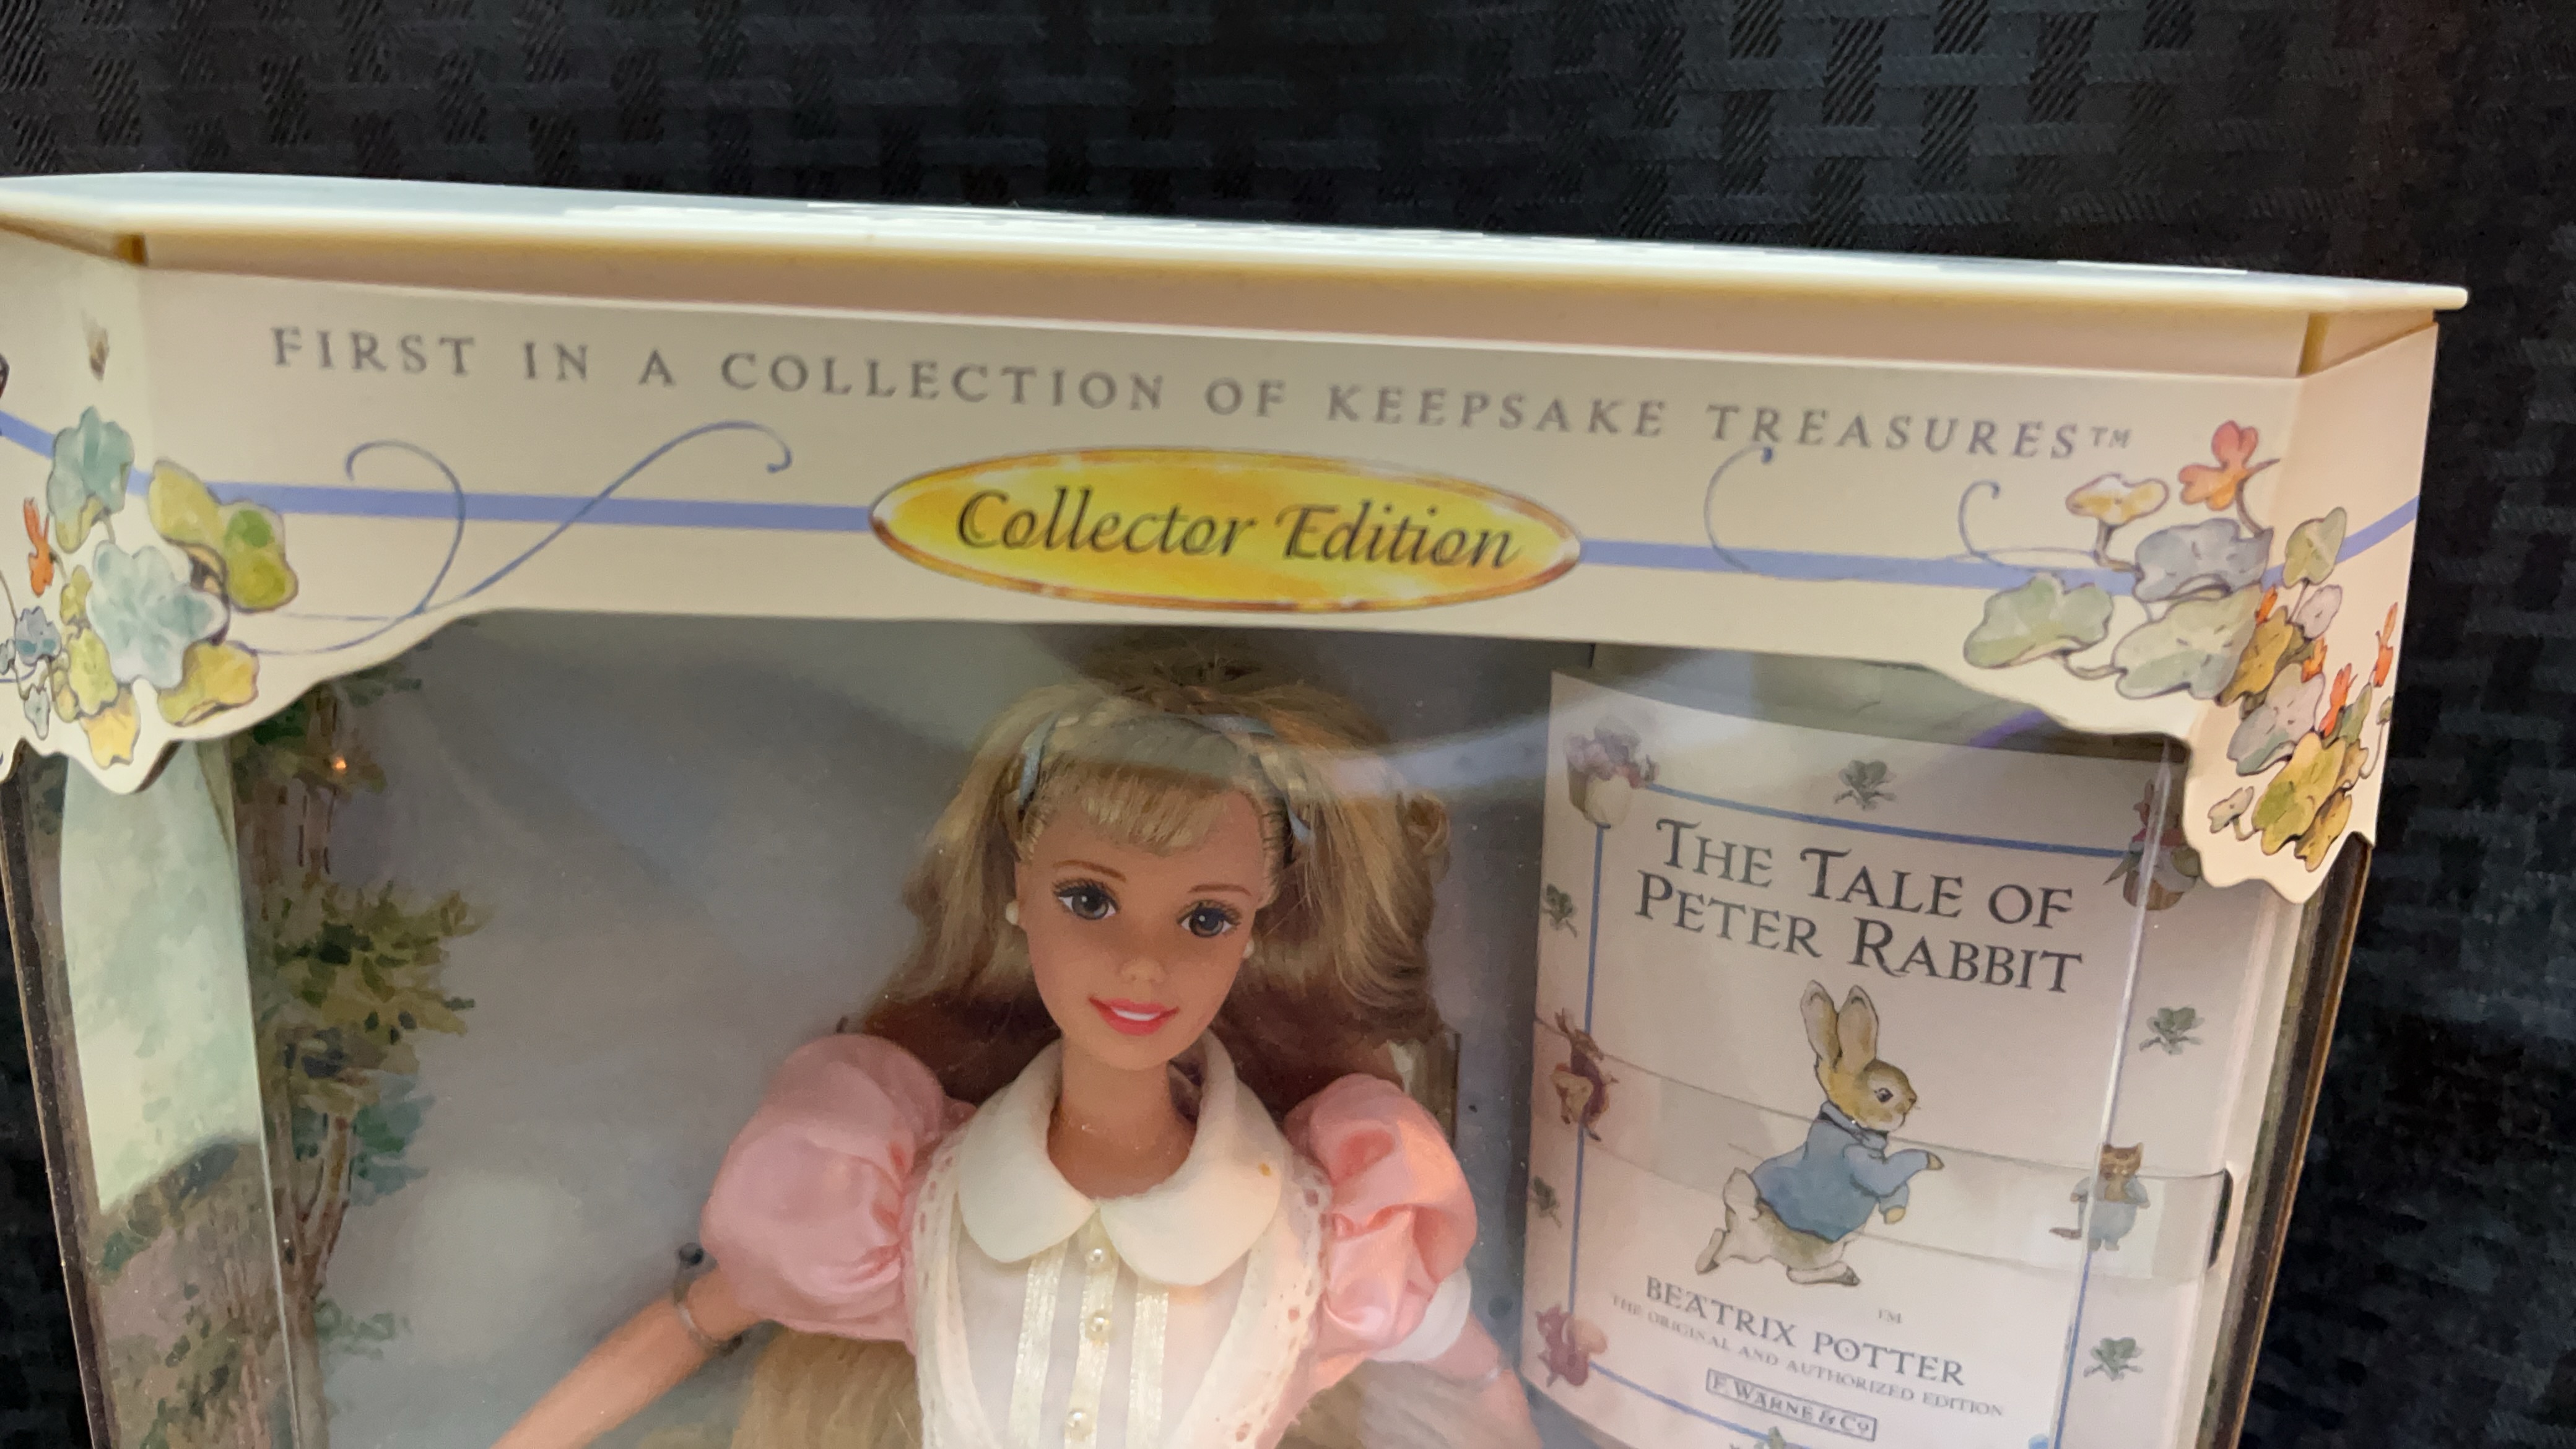 FIRST IN A COLLECTION OF KEEPSAKE TREASURES™
Collector Edition
THE TALE OF
PETER RABBIT
TM
BEATRIX POTTER
THE ORIGINAL AND AUTHORIZED EDITION
F. WARNE & Co